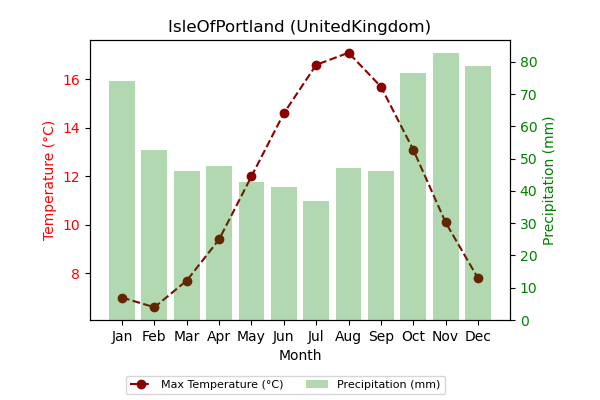 IsleOfPortland (UnitedKingdom)
16
14
12
10
8
Temperature (°C)
80
70
60
50
40
30
20
10
0
Precipitation (mm)
Jan Feb Mar Apr May Jun Jul Aug Sep Oct Nov Dec
Month
Max Temperature (°C) Precipitation (mm)